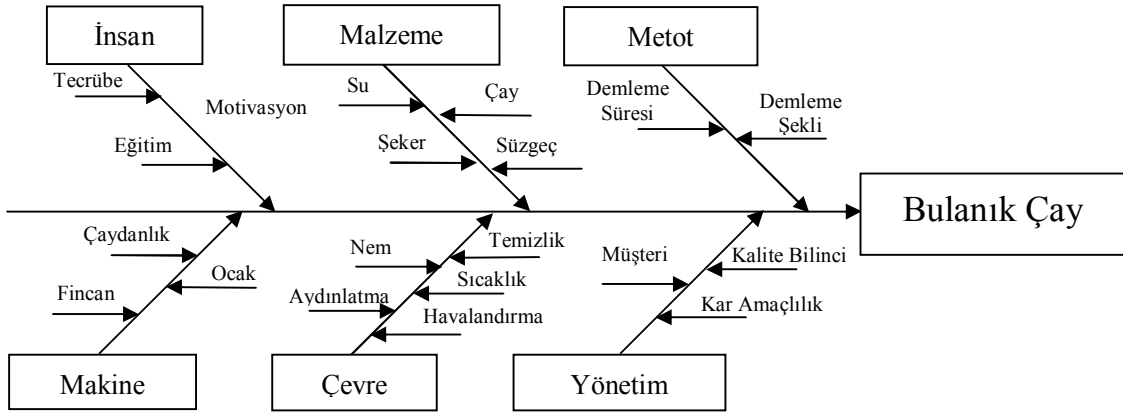 İnsan
Malzeme
Metot
Tecrübe
Motivasyon
Eğitim
Su
Çay
Şeker
Süzgeç
Demleme
Süresi
Demleme
Şekli
Bulanık Çay
Çaydanlık
Ocak
Fincan
Nem
Temizlik
Sıcaklık
Aydınlatma
Havalandırma
Müşteri
Kalite Bilinci
Kar Amaçlılık
Makine
Çevre
Yönetim